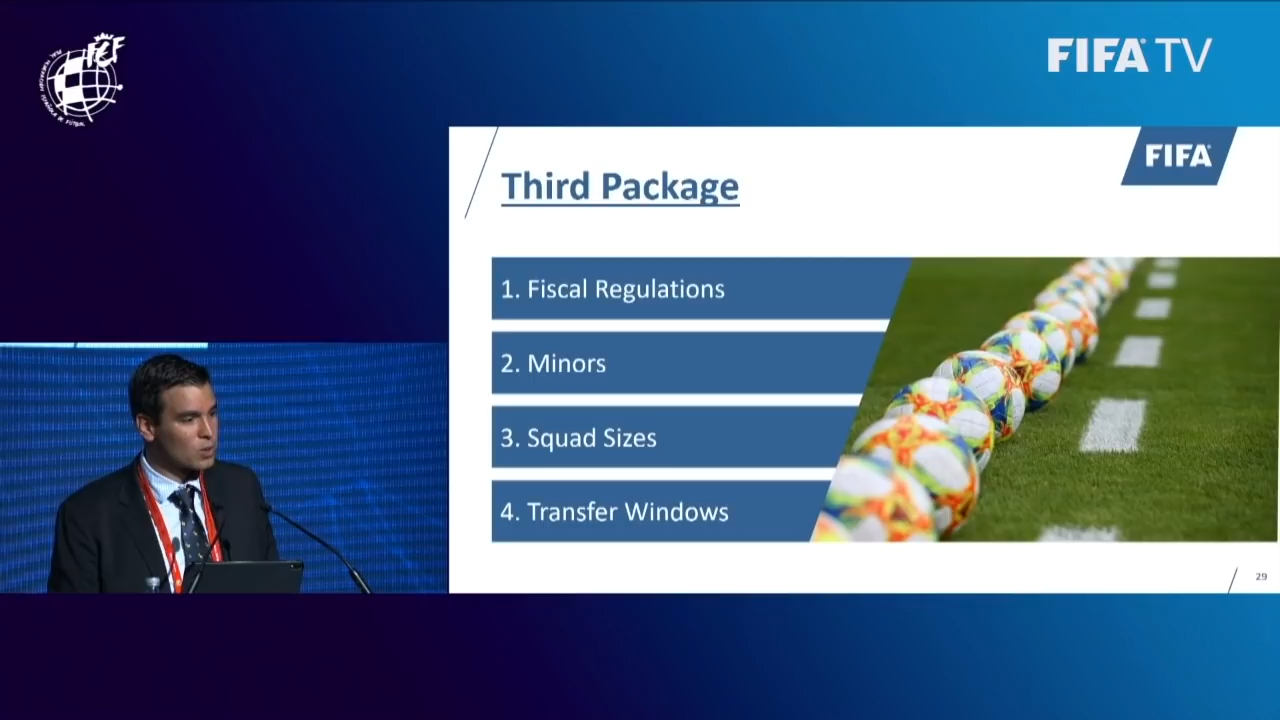 FIFA TV
FIFA
Third Package
1. Fiscal Regulations
2. Minors
3. Squad Sizes
4. Transfer Windows
29